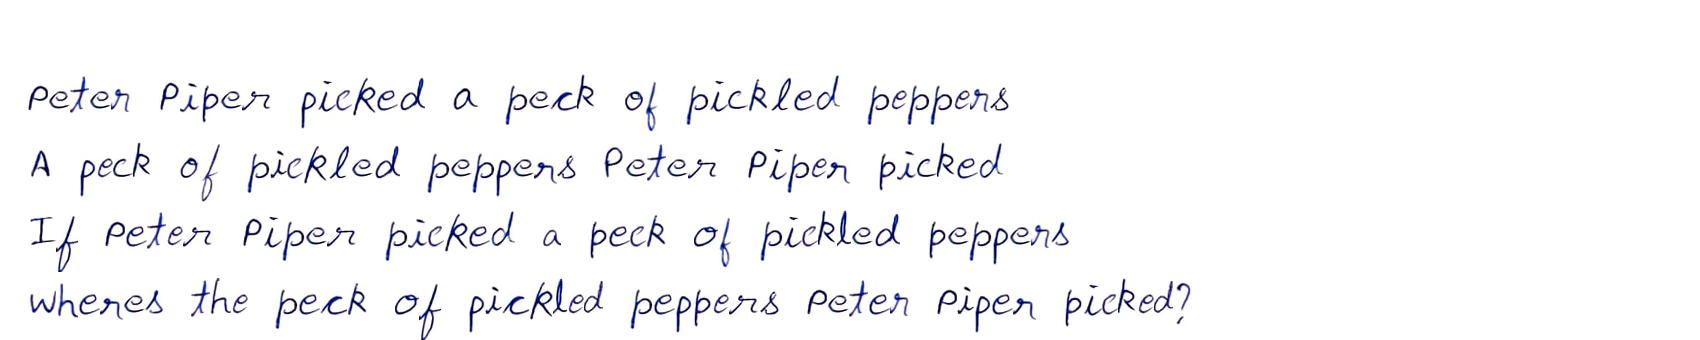 Peter Piper picked a peck of pickled peppers
A peck of pickled peppers Peter Piper picked
If Peter Piper picked a peck of pickled peppers
Wheres the peck of pickled peppers Peter Piper picked?